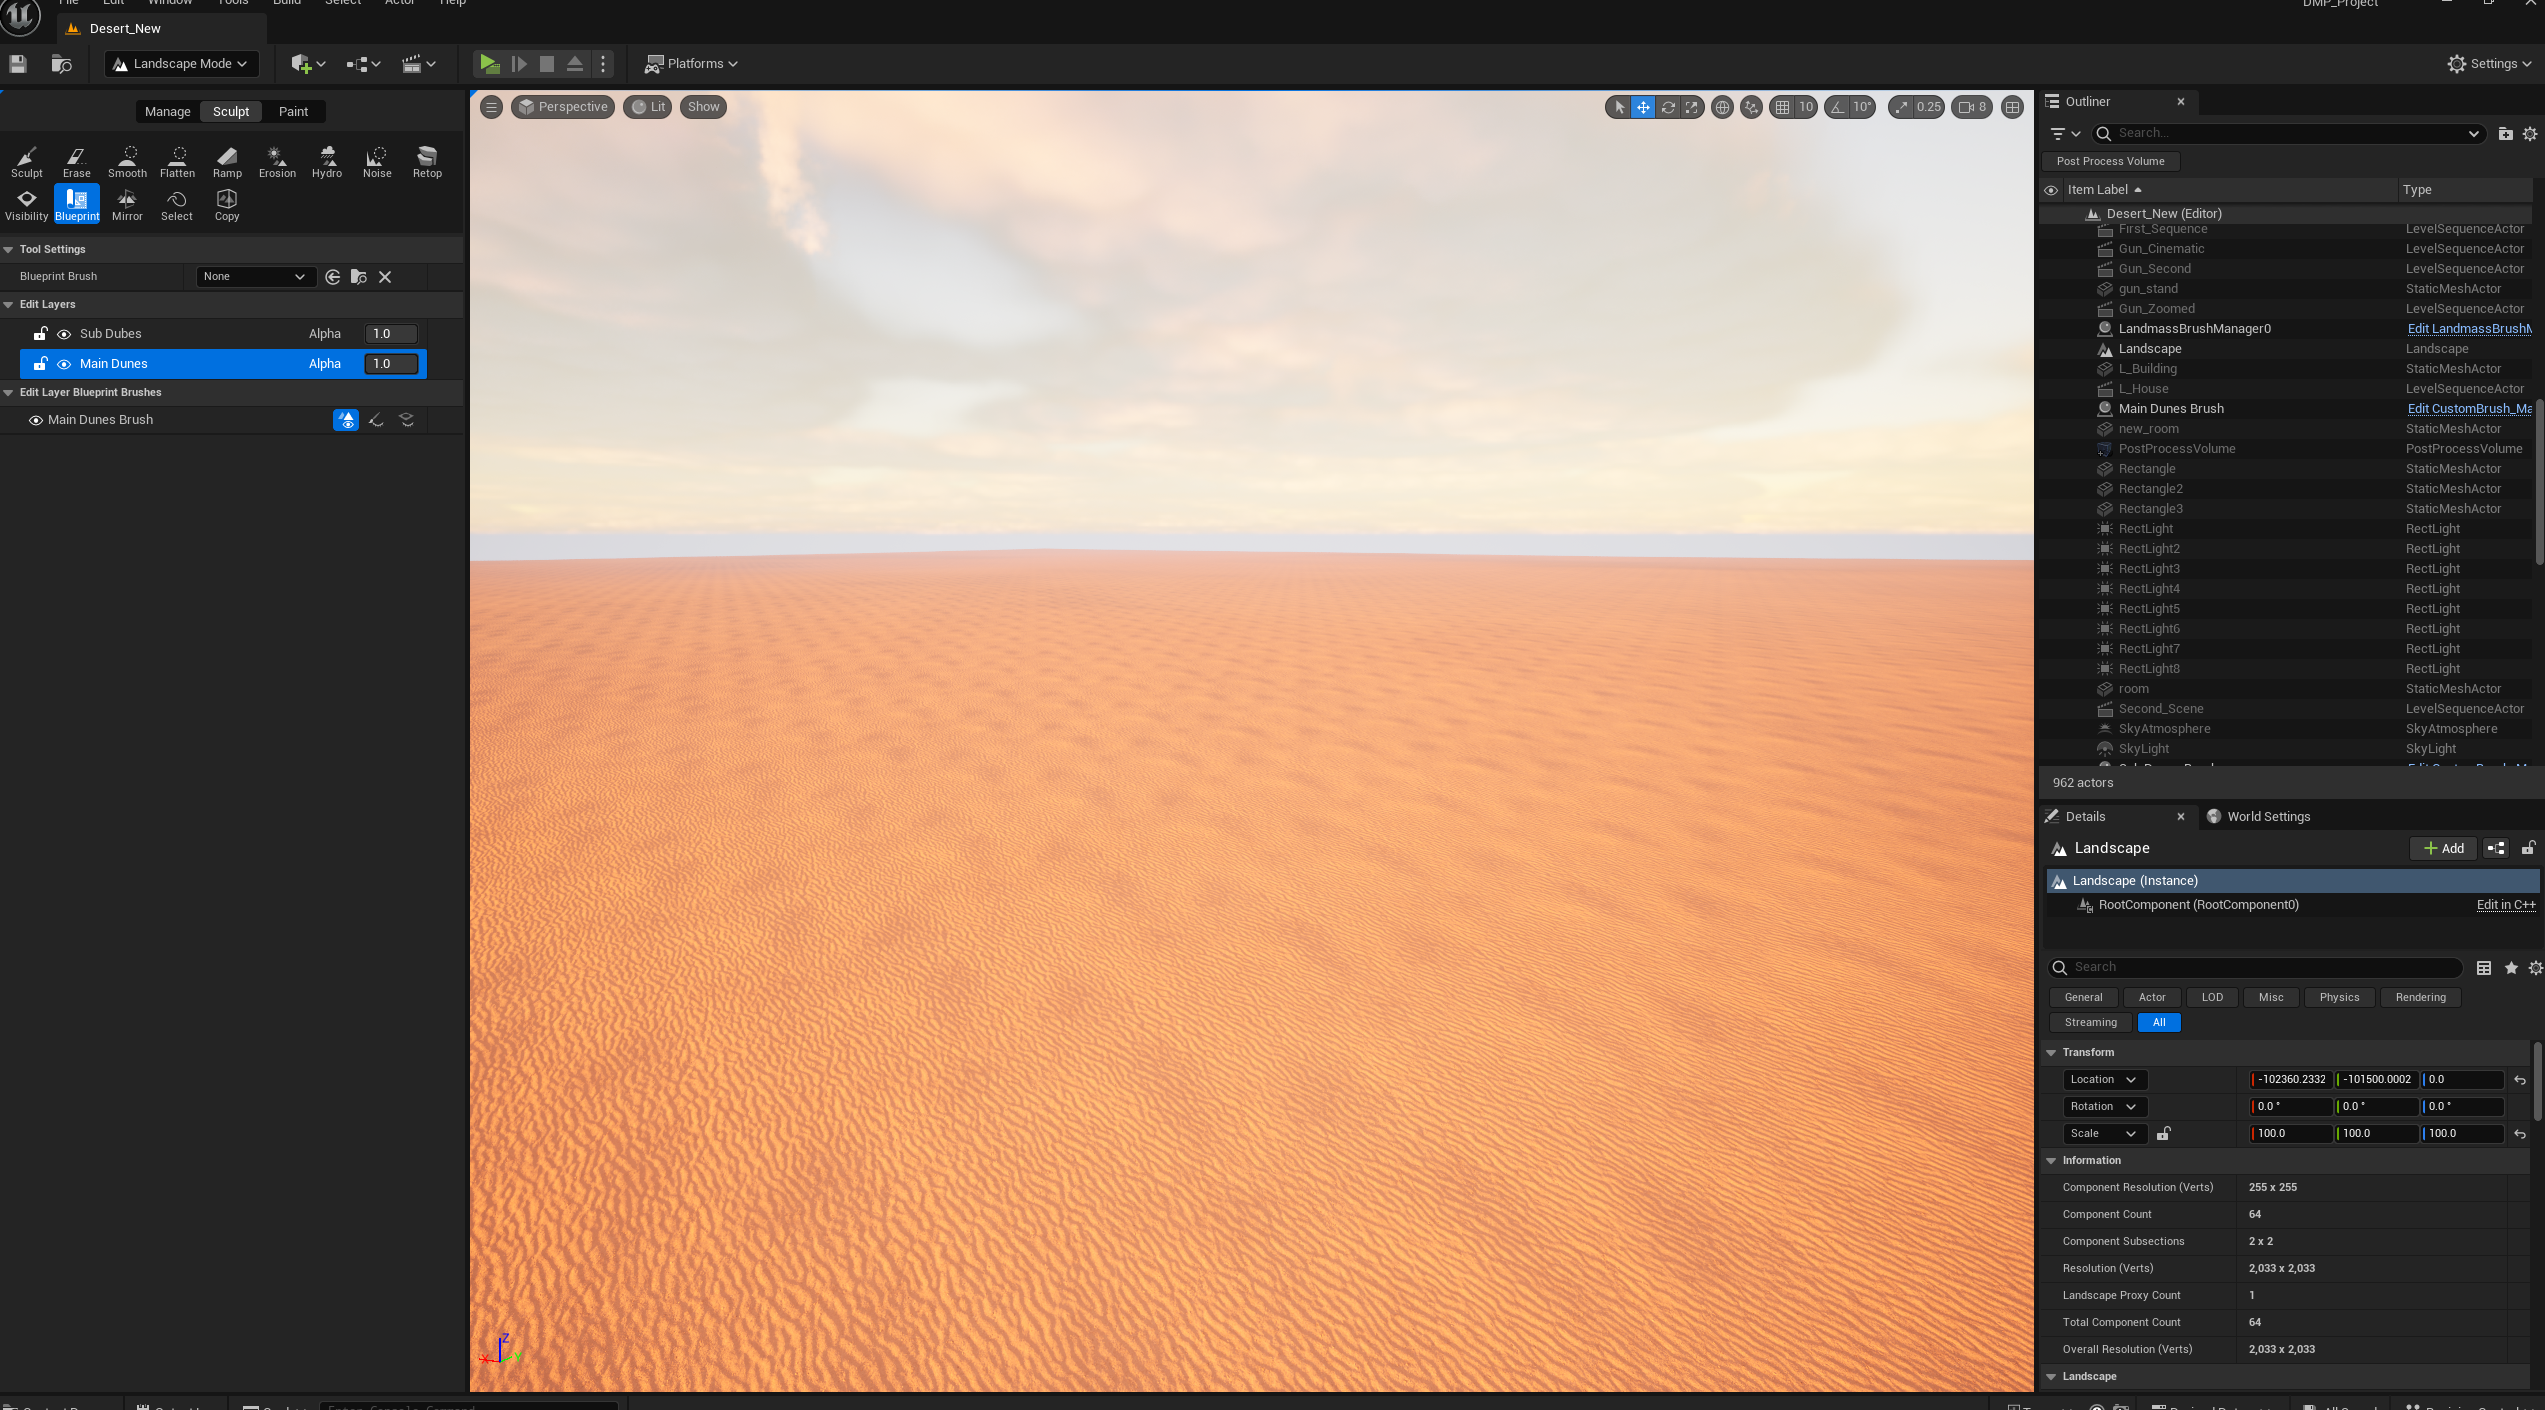 File Edit Window Tools Build Select Actor Help
DMP_Project
Desert_New
Landscape Mode
Platforms
Settings
Manage Sculpt Paint
Sculpt Erase Smooth Flatten Ramp Erosion Hydro Noise Retop
Visibility Blueprint Mirror Select Copy
Tool Settings
Blueprint Brush None
Edit Layers
Sub Dubes Alpha 1.0
Main Dunes Alpha 1.0
Edit Layer Blueprint Brushes
Main Dunes Brush
Perspective Lit Show
10 10° 0.25 8
Z
X Y
Outliner
Search...
Post Process Volume
Item Label Type
Desert_New (Editor)
First_Sequence LevelSequenceActor
Gun_Cinematic LevelSequenceActor
Gun_Second LevelSequenceActor
gun_stand StaticMeshActor
Gun_Zoomed LevelSequenceActor
LandmassBrushManager0 Edit LandmassBrushM
Landscape Landscape
L_Building StaticMeshActor
L_House LevelSequenceActor
Main Dunes Brush Edit CustomBrush_Ma
new_room StaticMeshActor
PostProcessVolume PostProcessVolume
Rectangle StaticMeshActor
Rectangle2 StaticMeshActor
Rectangle3 StaticMeshActor
RectLight RectLight
RectLight2 RectLight
RectLight3 RectLight
RectLight4 RectLight
RectLight5 RectLight
RectLight6 RectLight
RectLight7 RectLight
RectLight8 RectLight
room StaticMeshActor
Second_Scene LevelSequenceActor
SkyAtmosphere SkyAtmosphere
SkyLight SkyLight
962 actors
Details World Settings
Landscape Add
Landscape (Instance)
RootComponent (RootComponent0) Edit in C++
Search
General Actor LOD Misc Physics Rendering
Streaming All
Transform
Location -102360.2332 -101500.0002 0.0
Rotation 0.0 ° 0.0 ° 0.0 °
Scale 100.0 100.0 100.0
Information
Component Resolution (Verts) 255 x 255
Component Count 64
Component Subsections 2 x 2
Resolution (Verts) 2,033 x 2,033
Landscape Proxy Count 1
Total Component Count 64
Overall Resolution (Verts) 2,033 x 2,033
Landscape
Enter Console Command